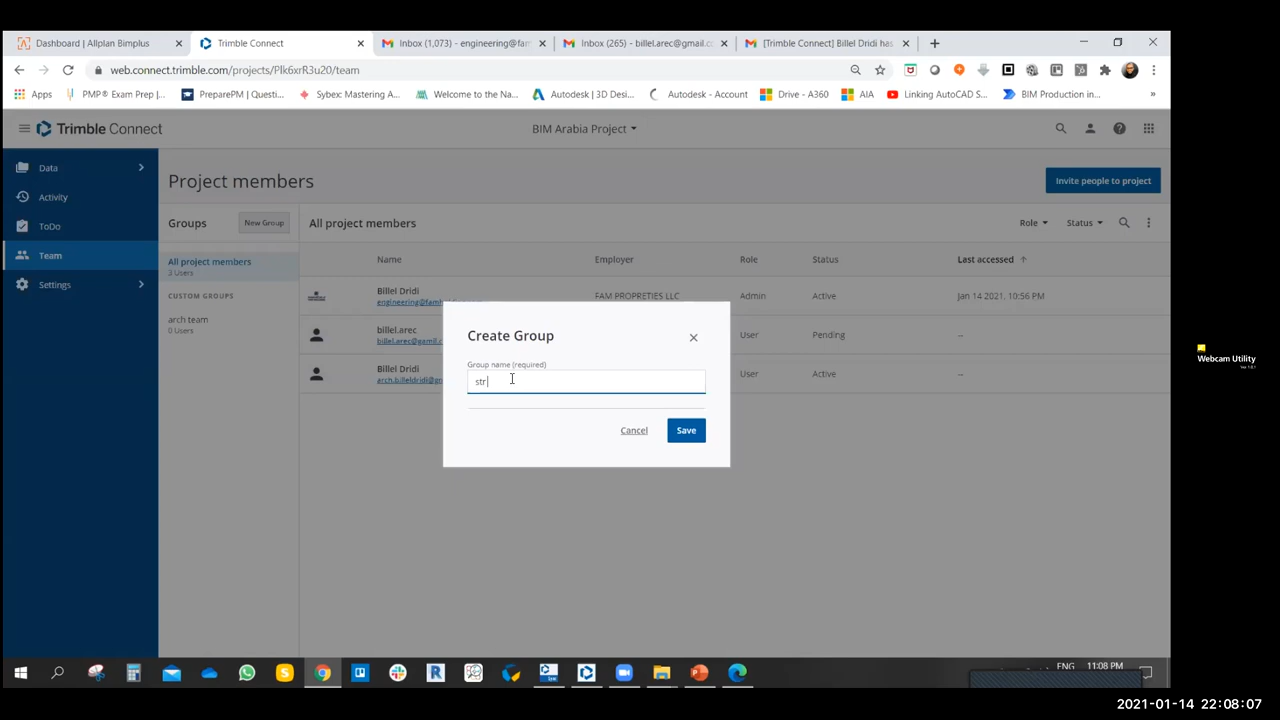 Dashboard | Allplan Bimplus
Trimble Connect
Inbox (1,073) - engineering@fam
Inbox (265) - billel.arec@gmail.co
[Trimble Connect] Billel Dridi has
web.connect.trimble.com/projects/PIk6xrR3u20/team
Apps
PMP® Exam Prep |...
PreparePM | Questi...
Sybex: Mastering A...
Welcome to the Na...
Autodesk | 3D Desi...
Autodesk - Account
Drive - A360
AIA
Linking AutoCAD S...
BIM Production in...
»
Trimble Connect
BIM Arabia Project
Data
Activity
ToDo
Team
Settings
Project members
Invite people to project
Groups
New Group
All project members
Role
Status
All project members
3 Users
CUSTOM GROUPS
arch team
0 Users
Name
Employer
Role
Status
Last accessed
Billel Dridi
FAM PROPRETIES LLC
Admin
Active
Jan 14 2021, 10:56 PM
billel.arec
billel.arec@gamil.c
User
Pending
--
Billel Dridi
User
Active
--
Create Group
Group name (required)
str
Cancel
Save
Webcam Utility
ENG
11:08 PM
2021-01-14 22:08:07